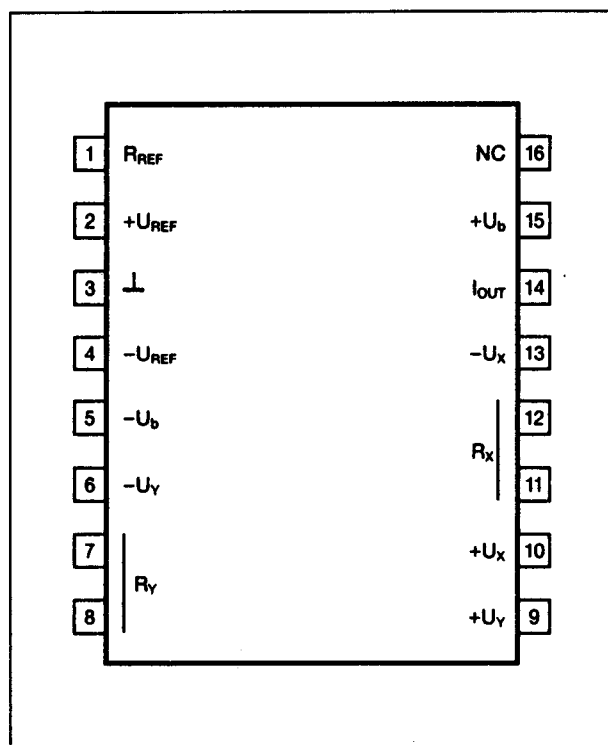 1 R_REF NC 16
2 +U_REF +U_b 15
3 ⊥ I_OUT 14
4 -U_REF -U_X 13
5 -U_b 12
R_X
6 -U_Y 11
7 +U_X 10
R_Y
8 +U_Y 9